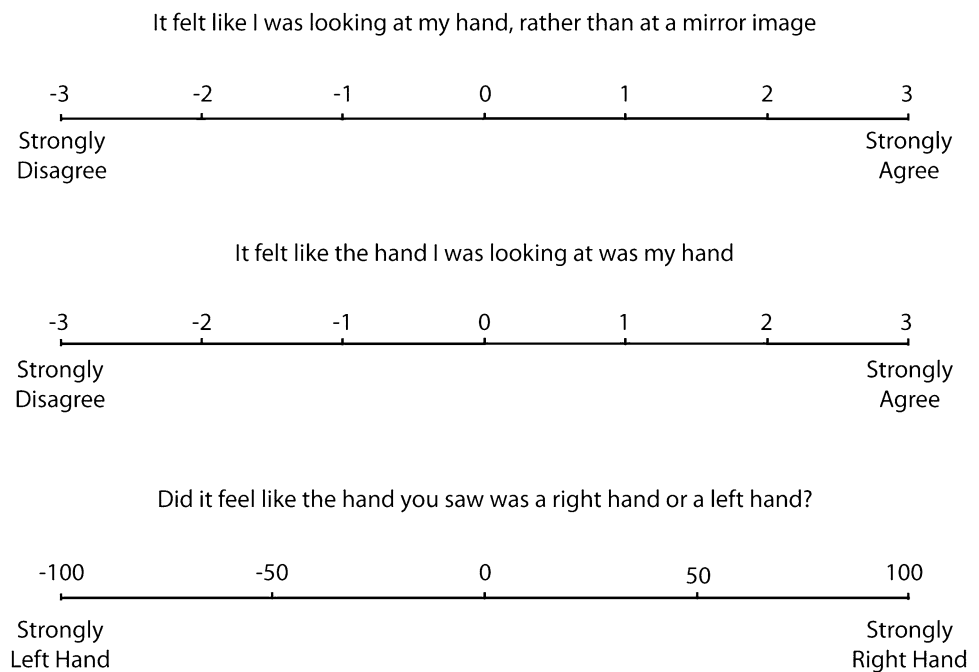 It felt like I was looking at my hand, rather than at a mirror image
-3 -2 -1 0 1 2 3
Strongly Strongly
Disagree Agree
It felt like the hand I was looking at was my hand
-3 -2 -1 0 1 2 3
Strongly Strongly
Disagree Agree
Did it feel like the hand you saw was a right hand or a left hand?
-100 -50 0 50 100
Strongly Strongly
Left Hand Right Hand